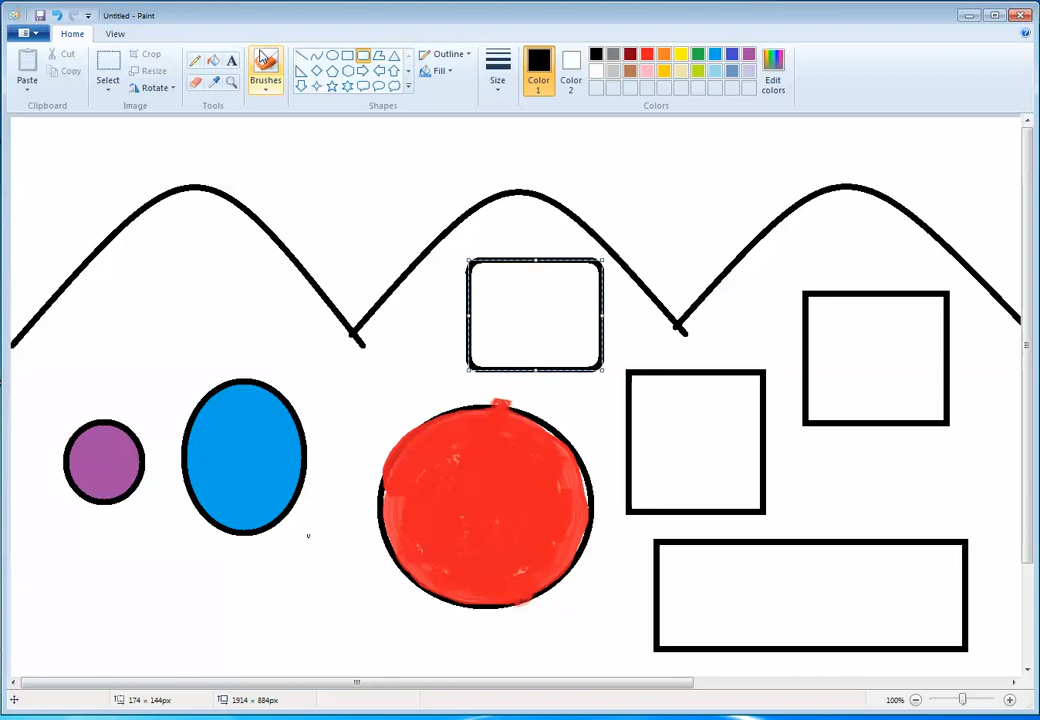 Untitled - Paint
Home View
Paste Cut Copy
Clipboard
Select Crop Resize Rotate
Image
A
Tools
Brushes
Outline Fill
Shapes
Size
Color 1
Color 2
Edit colors
Colors
174 × 144px
1914 × 884px
100%